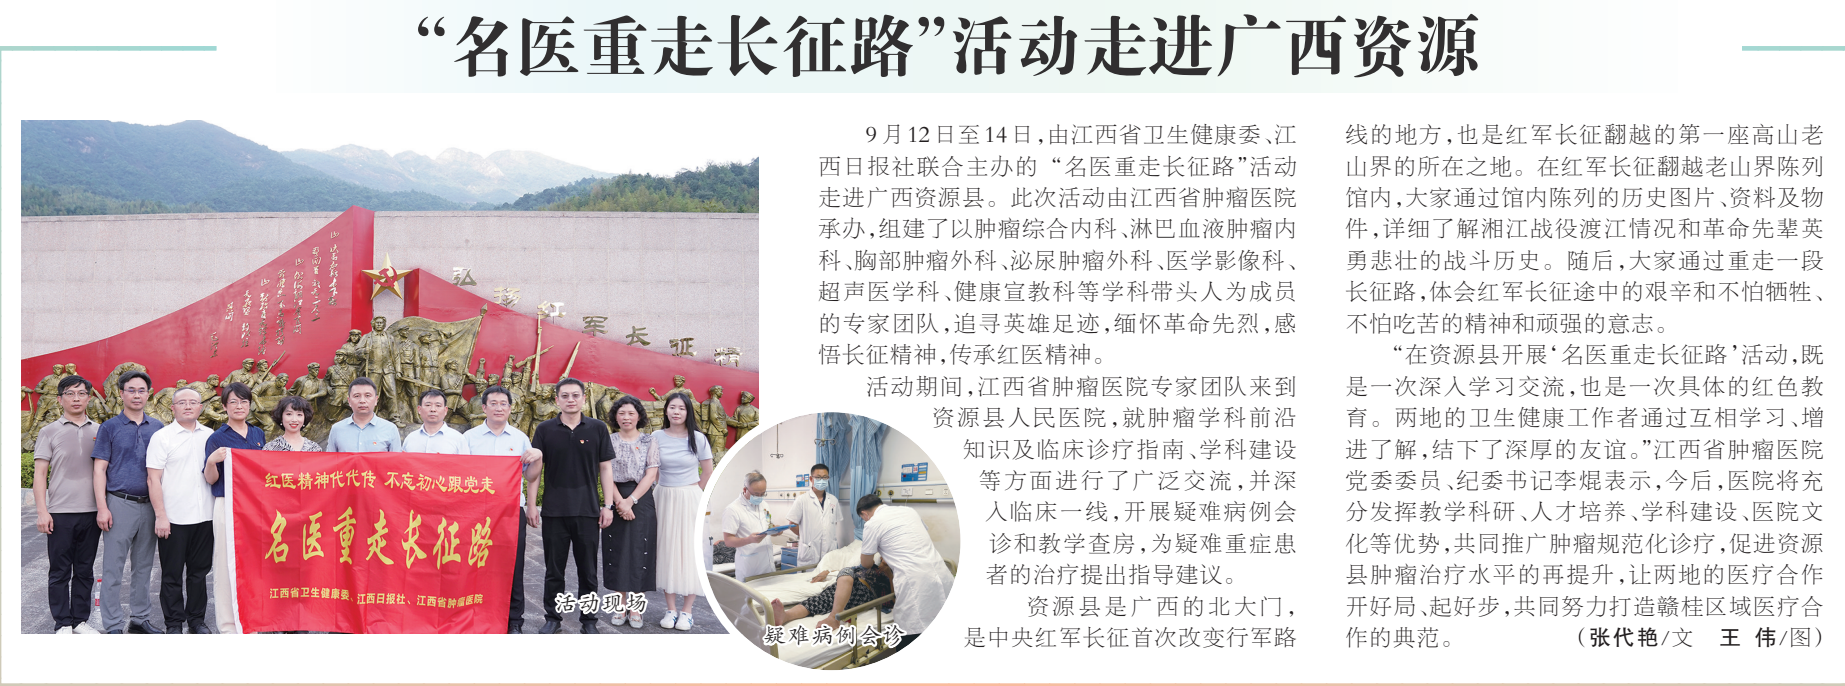 “名医重走长征路”活动走进广西资源
弘扬红军长征精
红医精神代代传 不忘初心跟党走
名医重走长征路
江西省卫生健康委、江西日报社、江西省肿瘤医院
活动现场
疑难病例会诊
9月12日至14日，由江西省卫生健康委、江
西日报社联合主办的“名医重走长征路”活动
走进广西资源县。此次活动由江西省肿瘤医院
承办，组建了以肿瘤综合内科、淋巴血液肿瘤内
科、胸部肿瘤外科、泌尿肿瘤外科、医学影像科、
超声医学科、健康宣教科等学科带头人为成员
的专家团队，追寻英雄足迹，缅怀革命先烈，感
悟长征精神，传承红医精神。
活动期间，江西省肿瘤医院专家团队来到
资源县人民医院，就肿瘤学科前沿
知识及临床诊疗指南、学科建设
等方面进行了广泛交流，并深
入临床一线，开展疑难病例会
诊和教学查房，为疑难重症患
者的治疗提出指导建议。
资源县是广西的北大门，
是中央红军长征首次改变行军路
线的地方，也是红军长征翻越的第一座高山老
山界的所在之地。在红军长征翻越老山界陈列
馆内，大家通过馆内陈列的历史图片、资料及物
件，详细了解湘江战役渡江情况和革命先辈英
勇悲壮的战斗历史。随后，大家通过重走一段
长征路，体会红军长征途中的艰辛和不怕牺牲、
不怕吃苦的精神和顽强的意志。
“在资源县开展‘名医重走长征路’活动，既
是一次深入学习交流，也是一次具体的红色教
育。两地的卫生健康工作者通过互相学习、增
进了解，结下了深厚的友谊。”江西省肿瘤医院
党委委员、纪委书记李焜表示，今后，医院将充
分发挥教学科研、人才培养、学科建设、医院文
化等优势，共同推广肿瘤规范化诊疗，促进资源
县肿瘤治疗水平的再提升，让两地的医疗合作
开好局、起好步，共同努力打造赣桂区域医疗合
作的典范。 （张代艳/文 王 伟/图）